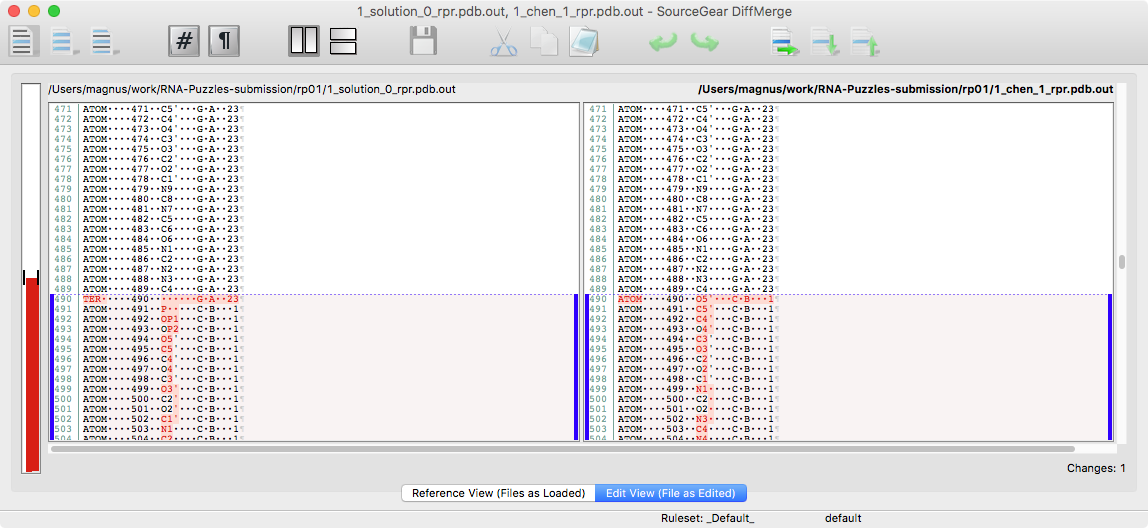 1_solution_0_rpr.pdb.out, 1_chen_1_rpr.pdb.out - SourceGear DiffMerge
# ¶
/Users/magnus/work/RNA-Puzzles-submission/rp01/1_solution_0_rpr.pdb.out
471 ATOM····471··C5'···G·A··23¶
472 ATOM····472··C4'···G·A··23¶
473 ATOM····473··O4'···G·A··23¶
474 ATOM····474··C3'···G·A··23¶
475 ATOM····475··O3'···G·A··23¶
476 ATOM····476··C2'···G·A··23¶
477 ATOM····477··O2'···G·A··23¶
478 ATOM····478··C1'···G·A··23¶
479 ATOM····479··N9····G·A··23¶
480 ATOM····480··C8····G·A··23¶
481 ATOM····481··N7····G·A··23¶
482 ATOM····482··C5····G·A··23¶
483 ATOM····483··C6····G·A··23¶
484 ATOM····484··O6····G·A··23¶
485 ATOM····485··N1····G·A··23¶
486 ATOM····486··C2····G·A··23¶
487 ATOM····487··N2····G·A··23¶
488 ATOM····488··N3····G·A··23¶
489 ATOM····489··C4····G·A··23¶
490 TER·····490········G·A··23¶
491 ATOM····491··P·····C·B···1¶
492 ATOM····492··OP1···C·B···1¶
493 ATOM····493··OP2···C·B···1¶
494 ATOM····494··O5'···C·B···1¶
495 ATOM····495··C5'···C·B···1¶
496 ATOM····496··C4'···C·B···1¶
497 ATOM····497··O4'···C·B···1¶
498 ATOM····498··C3'···C·B···1¶
499 ATOM····499··O3'···C·B···1¶
500 ATOM····500··C2'···C·B···1¶
501 ATOM····501··O2'···C·B···1¶
502 ATOM····502··C1'···C·B···1¶
503 ATOM····503··N1····C·B···1¶
504 ATOM····504··C2····C·B···1¶
/Users/magnus/work/RNA-Puzzles-submission/rp01/1_chen_1_rpr.pdb.out
471 ATOM····471··C5'···G·A··23¶
472 ATOM····472··C4'···G·A··23¶
473 ATOM····473··O4'···G·A··23¶
474 ATOM····474··C3'···G·A··23¶
475 ATOM····475··O3'···G·A··23¶
476 ATOM····476··C2'···G·A··23¶
477 ATOM····477··O2'···G·A··23¶
478 ATOM····478··C1'···G·A··23¶
479 ATOM····479··N9····G·A··23¶
480 ATOM····480··C8····G·A··23¶
481 ATOM····481··N7····G·A··23¶
482 ATOM····482··C5····G·A··23¶
483 ATOM····483··C6····G·A··23¶
484 ATOM····484··O6····G·A··23¶
485 ATOM····485··N1····G·A··23¶
486 ATOM····486··C2····G·A··23¶
487 ATOM····487··N2····G·A··23¶
488 ATOM····488··N3····G·A··23¶
489 ATOM····489··C4····G·A··23¶
490 ATOM····490··O5'···C·B···1¶
491 ATOM····491··C5'···C·B···1¶
492 ATOM····492··C4'···C·B···1¶
493 ATOM····493··O4'···C·B···1¶
494 ATOM····494··C3'···C·B···1¶
495 ATOM····495··O3'···C·B···1¶
496 ATOM····496··C2'···C·B···1¶
497 ATOM····497··O2'···C·B···1¶
498 ATOM····498··C1'···C·B···1¶
499 ATOM····499··N1····C·B···1¶
500 ATOM····500··C2····C·B···1¶
501 ATOM····501··O2····C·B···1¶
502 ATOM····502··N3····C·B···1¶
503 ATOM····503··C4····C·B···1¶
504 ATOM····504··N4····C·B···1¶
Changes: 1
Reference View (Files as Loaded) Edit View (File as Edited)
Ruleset: _Default_ default